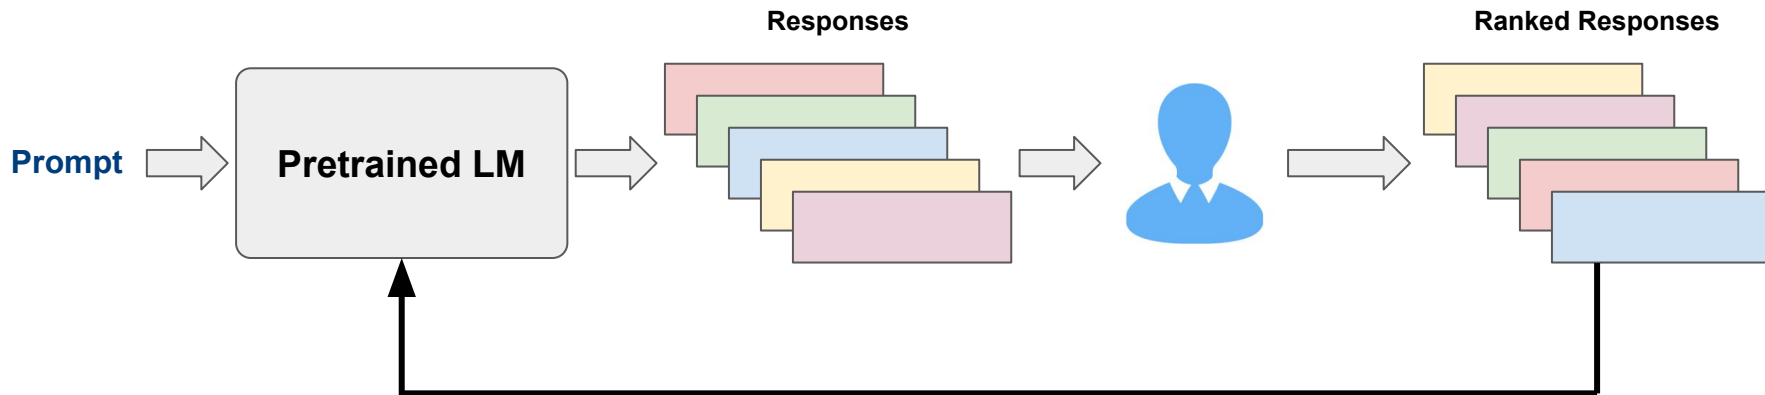 Responses
Ranked Responses
Prompt
Pretrained LM